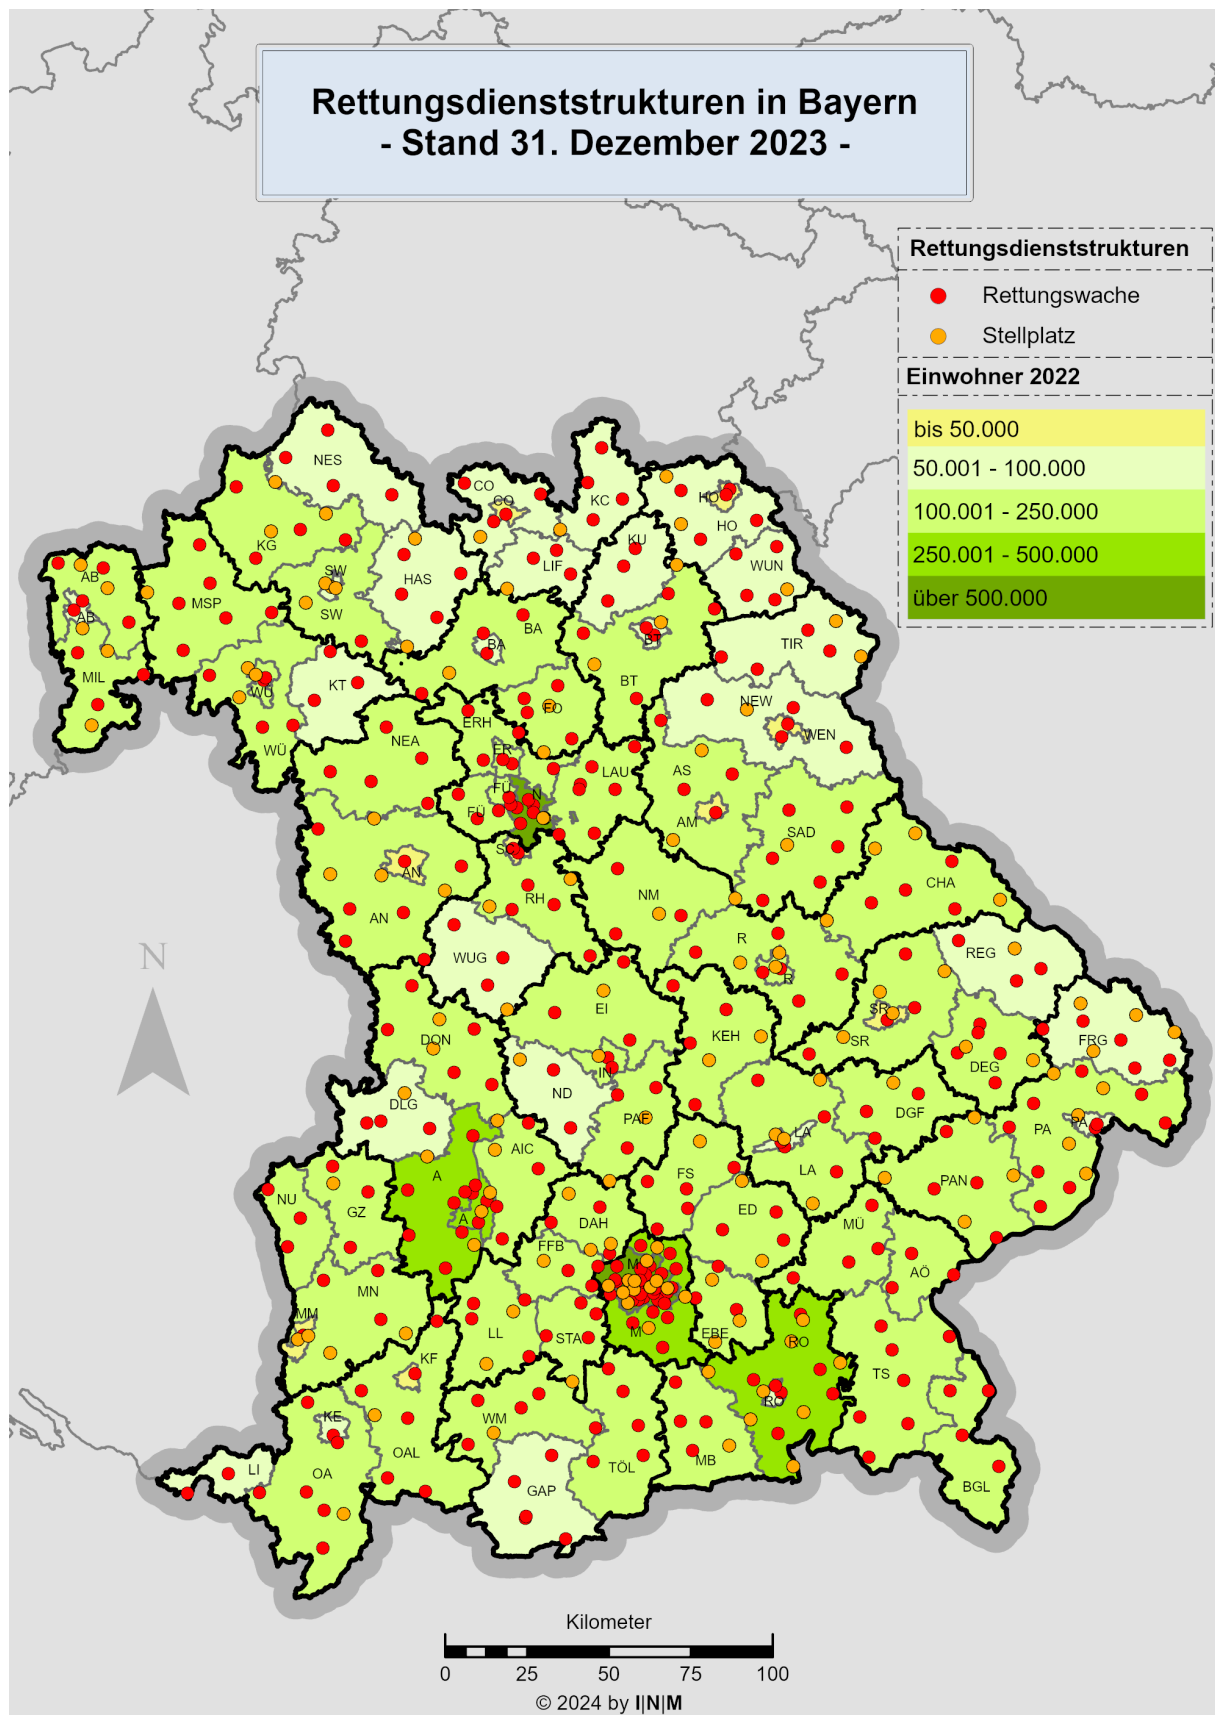 Rettungsdienststrukturen in Bayern
- Stand 31. Dezember 2023 -
Rettungsdienststrukturen
Rettungswache
Stellplatz
Einwohner 2022
bis 50.000
50.001 - 100.000
100.001 - 250.000
250.001 - 500.000
über 500.000
NES
CO
CO
KC
HO
HO
KG
KU
WUN
LIF
HAS
SW
SW
AB
AB
MSP
BA
BA
BT
BT
TIR
MIL
KT
WÜ
WÜ
NEW
WEN
ERH
FO
NEA
ER
LAU
AS
FÜ
FÜ
N
AM
SAD
SC
AN
AN
RH
NM
CHA
R
R
WUG
REG
N
EI
SR
SR
KEH
DON
FRG
DEG
IN
ND
DLG
PAF
DGF
PA
PA
LA
LA
AIC
A
A
FS
PAN
NU
GZ
DAH
ED
MÜ
FFB
M
M
AÖ
MN
MM
LL
STA
EBE
RO
RO
TS
KF
KE
OAL
WM
OA
LI
TÖL
MB
GAP
BGL
Kilometer
0 25 50 75 100
© 2024 by I|N|M